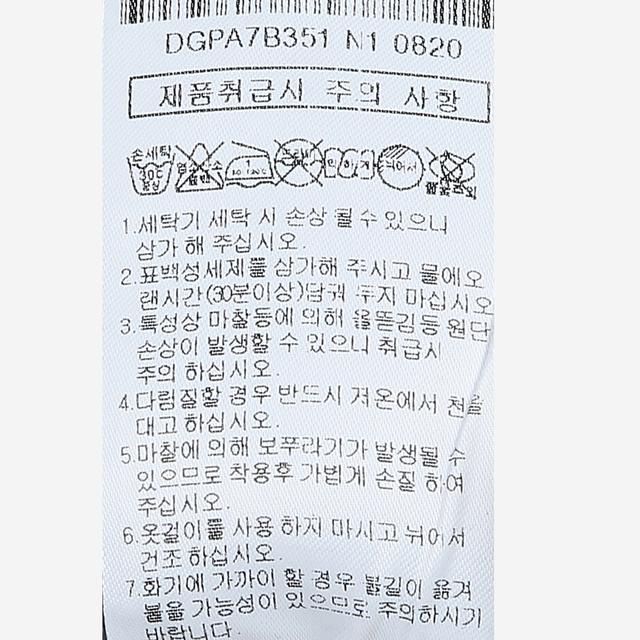 DGPA7B351 N1 0820
제품취급시 주의 사항
손세탁
30℃
중성
약하게
뉘어서
1.세탁기 세탁 시 손상 될 수 있으니
삼가 해 주십시오.
2.표백성세제를 삼가해 주시고 물에오
랜시간(30분이상)담궈 두지 마십시오
3.특성상 마찰등에 의해 올뜯김등 원단
손상이 발생할 수 있으니 취급시
주의 하십시오.
4.다림질할 경우 반드시 저온에서 천을
대고 하십시오.
5.마찰에 의해 보푸라기가 발생될 수
있으므로 착용후 가볍게 손질 하여
주십시오.
6.옷걸이를 사용 하지 마시고 뉘어서
건조 하십시오.
7.화기에 가까이 할 경우 불길이 옮겨
붙을 가능성이 있으므로 주의하시기
바랍니다.